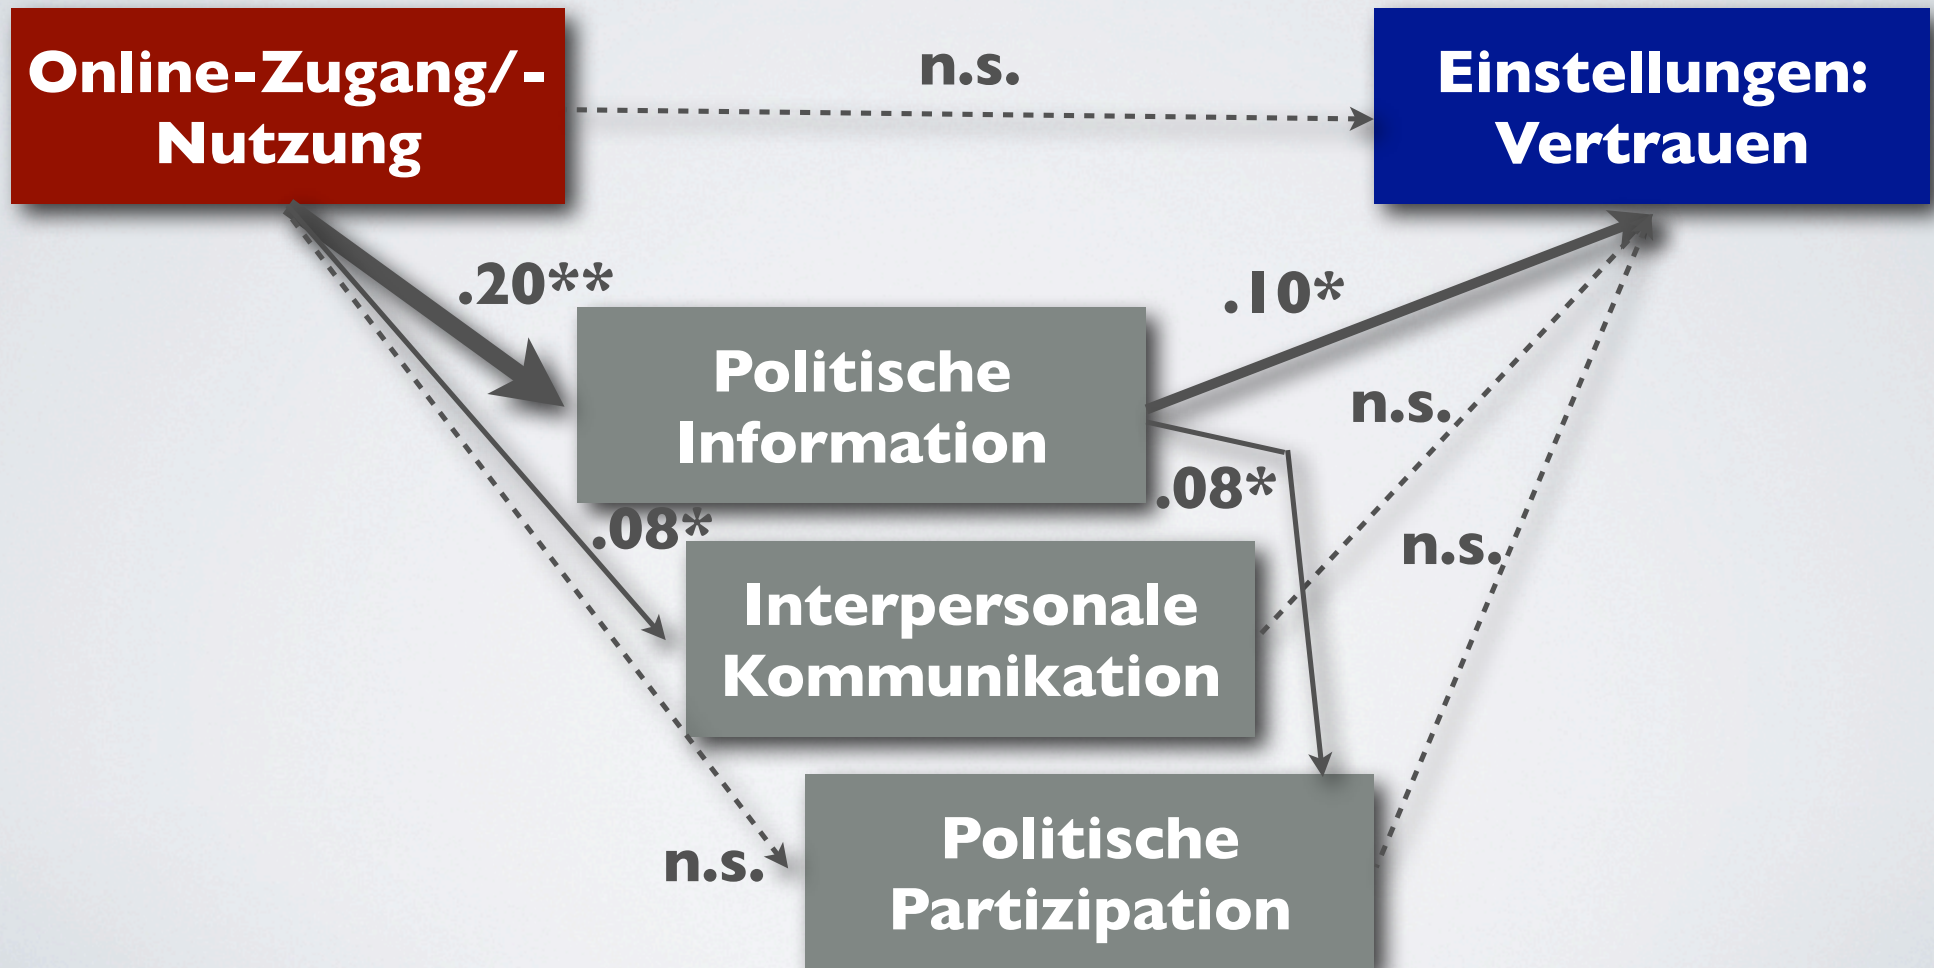 Online-Zugang/-
Nutzung
n.s.
Einstellungen:
Vertrauen
.20**
.10*
Politische
Information
n.s.
.08*
.08*
n.s.
Interpersonale
Kommunikation
n.s.
Politische
Partizipation